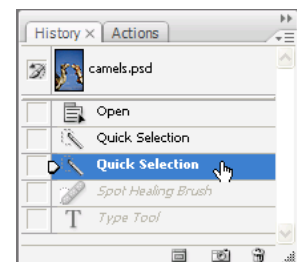 History × Actions
camels.psd
Open
Quick Selection
Quick Selection
Spot Healing Brush
Type Tool